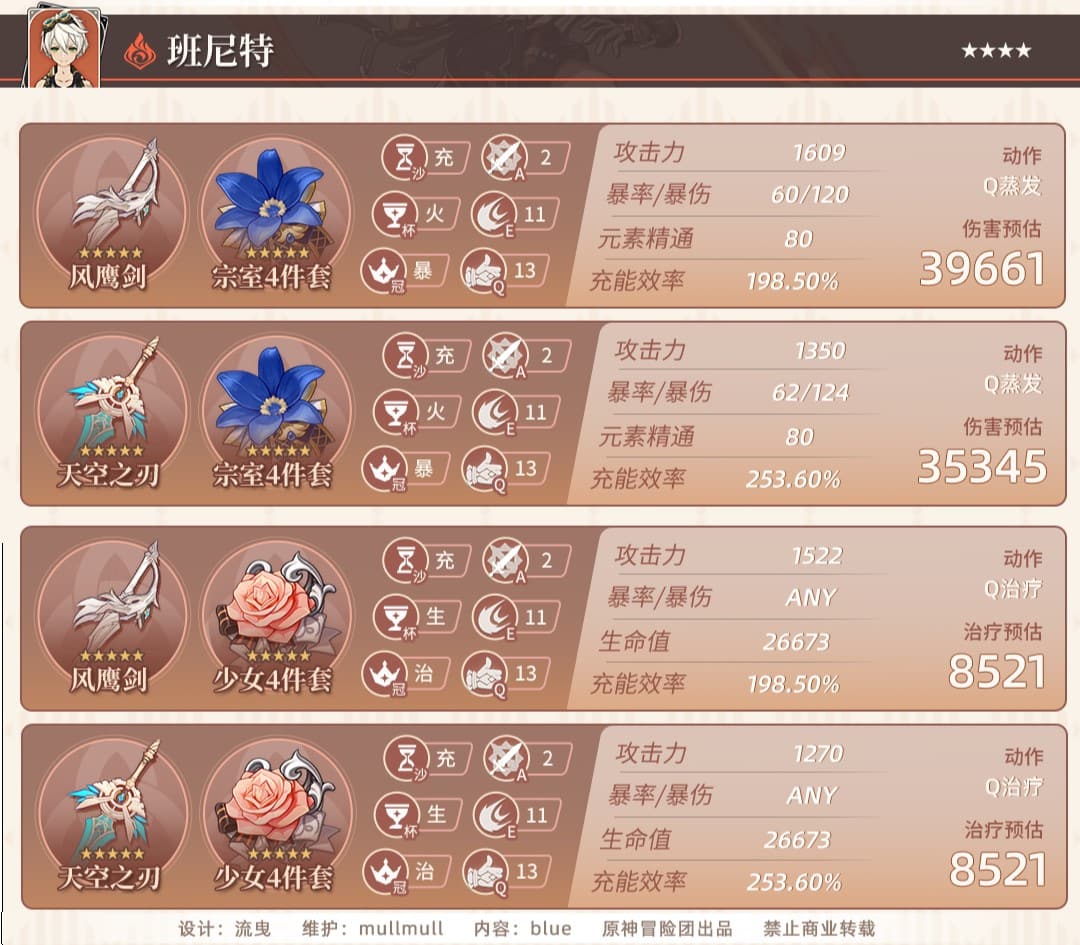 班尼特
风鹰剑
宗室4件套
沙 充
A 2
杯 火
E 11
冠 暴
Q 13
攻击力 1609
暴率/暴伤 60/120
元素精通 80
充能效率 198.50%
动作
Q蒸发
伤害预估
39661
天空之刃
宗室4件套
沙 充
A 2
杯 火
E 11
冠 暴
Q 13
攻击力 1350
暴率/暴伤 62/124
元素精通 80
充能效率 253.60%
动作
Q蒸发
伤害预估
35345
风鹰剑
少女4件套
沙 充
A 2
杯 生
E 11
冠 治
Q 13
攻击力 1522
暴率/暴伤 ANY
生命值 26673
充能效率 198.50%
动作
Q治疗
治疗预估
8521
天空之刃
少女4件套
沙 充
A 2
杯 生
E 11
冠 治
Q 13
攻击力 1270
暴率/暴伤 ANY
生命值 26673
充能效率 253.60%
动作
Q治疗
治疗预估
8521
设计：流曳 维护：mullmull 内容：blue 原神冒险团出品 禁止商业转载